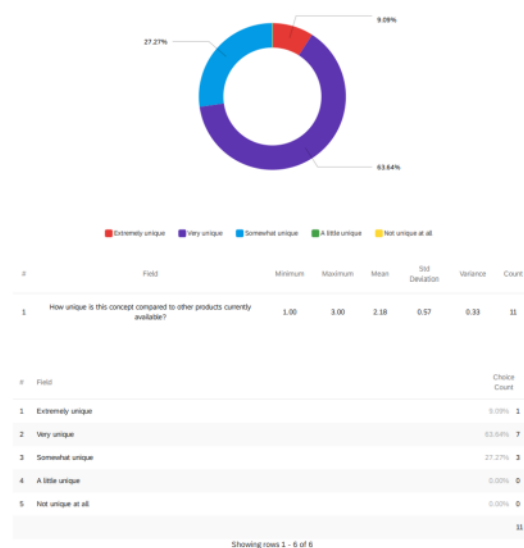 9.09%
27.27%
63.64%
Extremely unique Very unique Somewhat unique A little unique Not unique at all
# Field Minimum Maximum Mean Std Deviation Variance Count
1 How unique is this concept compared to other products currently available? 1.00 3.00 2.18 0.57 0.33 11
# Field Choice Count
1 Extremely unique 9.09% 1
2 Very unique 63.64% 7
3 Somewhat unique 27.27% 3
4 A little unique 0.00% 0
5 Not unique at all 0.00% 0
11
Showing rows 1 - 6 of 6